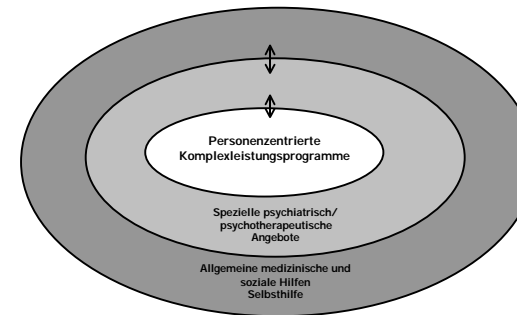 Personenzentrierte
Komplexleistungsprogramme
Spezielle psychiatrisch/
psychotherapeutische
Angebote
Allgemeine medizinische und
soziale Hilfen
Selbsthilfe